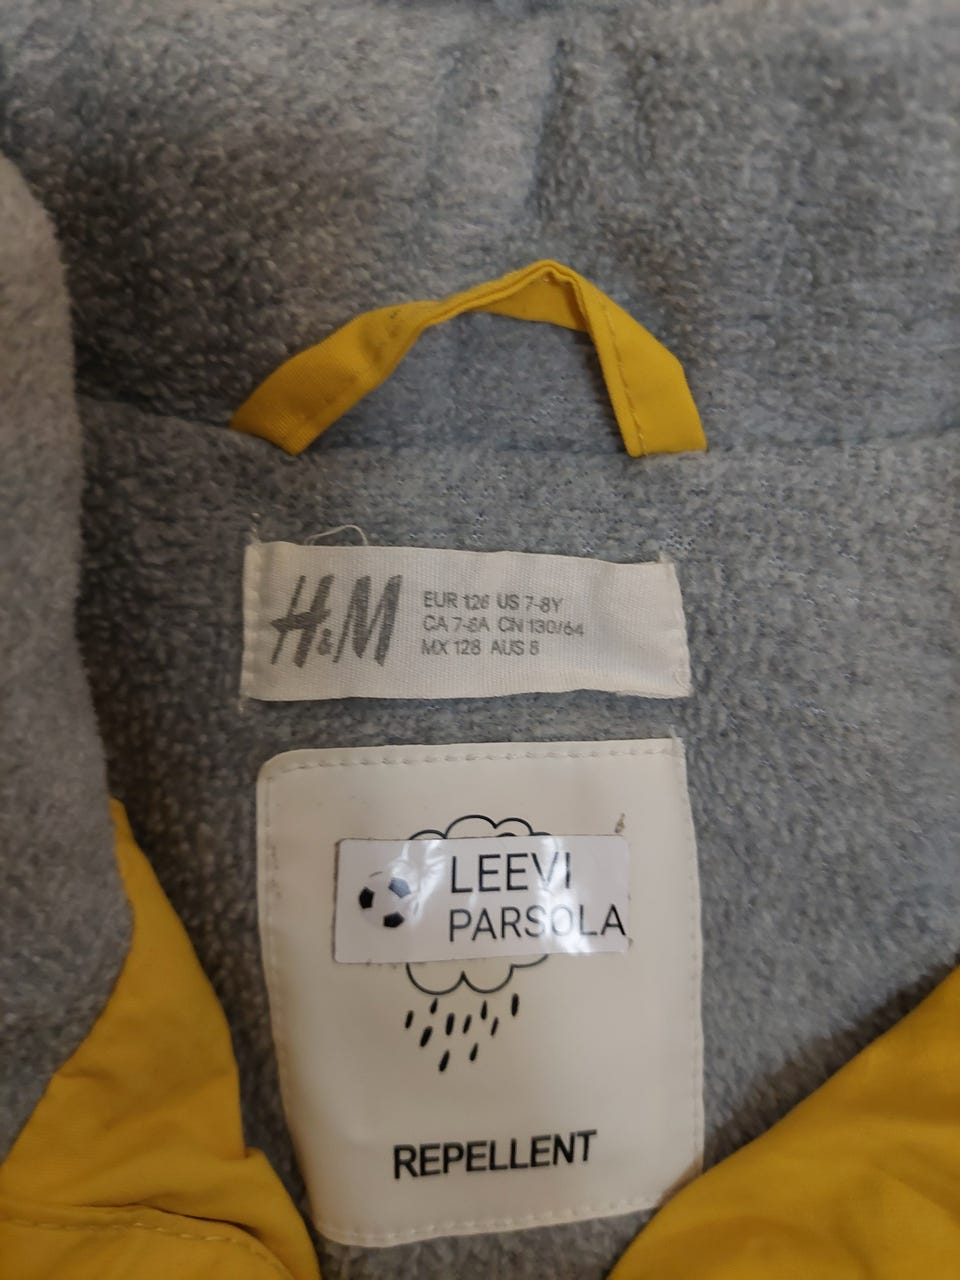 H&M
EUR 128 US 7-8Y
CA 7-8A CN 130/64
MX 128 AUS 8
LEEVI
PARSOLA
REPELLENT